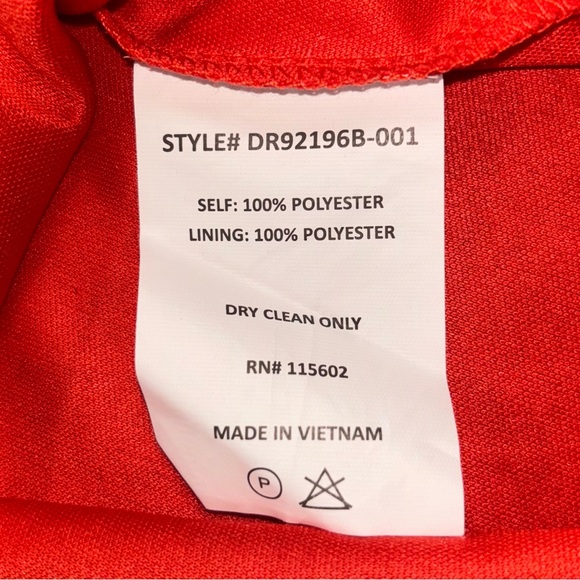 STYLE# DR92196B-001
SELF: 100% POLYESTER
LINING: 100% POLYESTER
DRY CLEAN ONLY
RN# 115602
MADE IN VIETNAM
P